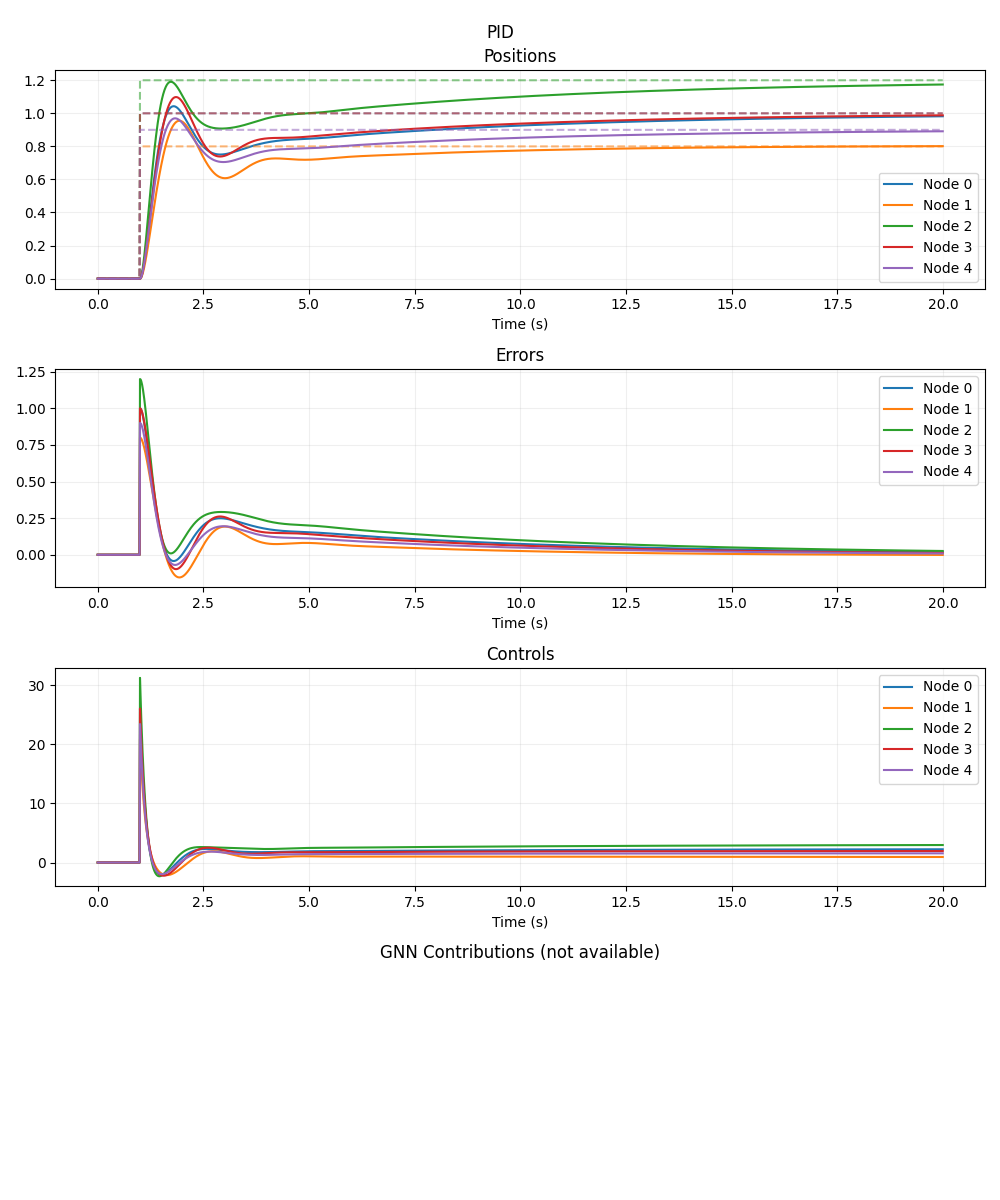 PID
Positions
1.2
1.0
0.8
0.6
0.4
0.2
0.0
Node 0
Node 1
Node 2
Node 3
Node 4
0.0 2.5 5.0 7.5 10.0 12.5 15.0 17.5 20.0
Time (s)
Errors
1.25
1.00
0.75
0.50
0.25
0.00
Node 0
Node 1
Node 2
Node 3
Node 4
0.0 2.5 5.0 7.5 10.0 12.5 15.0 17.5 20.0
Time (s)
Controls
30
20
10
0
Node 0
Node 1
Node 2
Node 3
Node 4
0.0 2.5 5.0 7.5 10.0 12.5 15.0 17.5 20.0
Time (s)
GNN Contributions (not available)